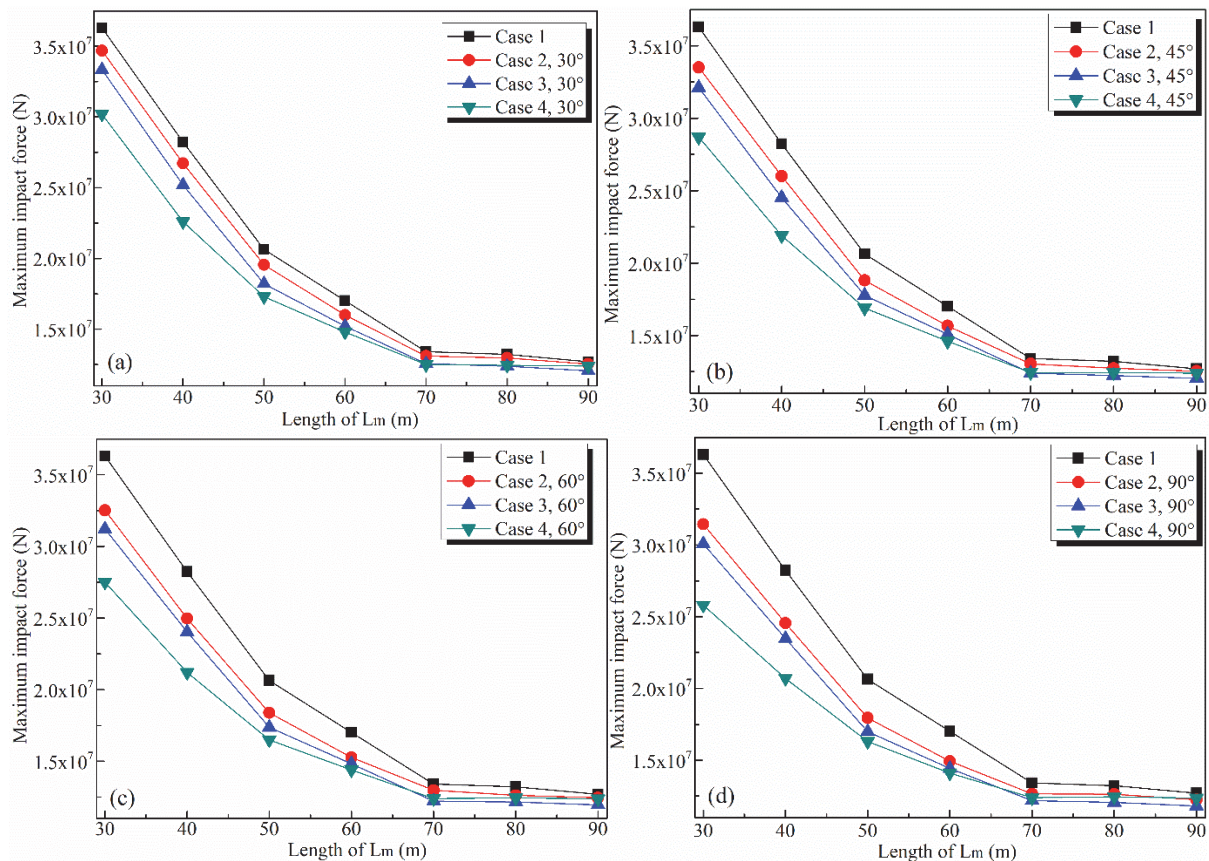 Maximum impact force (N)
3.5x10⁷
3.0x10⁷
2.5x10⁷
2.0x10⁷
1.5x10⁷
Case 1
Case 2, 30°
Case 3, 30°
Case 4, 30°
(a)
30 40 50 60 70 80 90
Length of Lm (m)
Maximum impact force (N)
3.5x10⁷
3.0x10⁷
2.5x10⁷
2.0x10⁷
1.5x10⁷
Case 1
Case 2, 45°
Case 3, 45°
Case 4, 45°
(b)
30 40 50 60 70 80 90
Length of Lm (m)
Maximum impact force (N)
3.5x10⁷
3.0x10⁷
2.5x10⁷
2.0x10⁷
1.5x10⁷
Case 1
Case 2, 60°
Case 3, 60°
Case 4, 60°
(c)
30 40 50 60 70 80 90
Length of Lm (m)
Maximum impact force (N)
3.5x10⁷
3.0x10⁷
2.5x10⁷
2.0x10⁷
1.5x10⁷
Case 1
Case 2, 90°
Case 3, 90°
Case 4, 90°
(d)
30 40 50 60 70 80 90
Length of Lm (m)